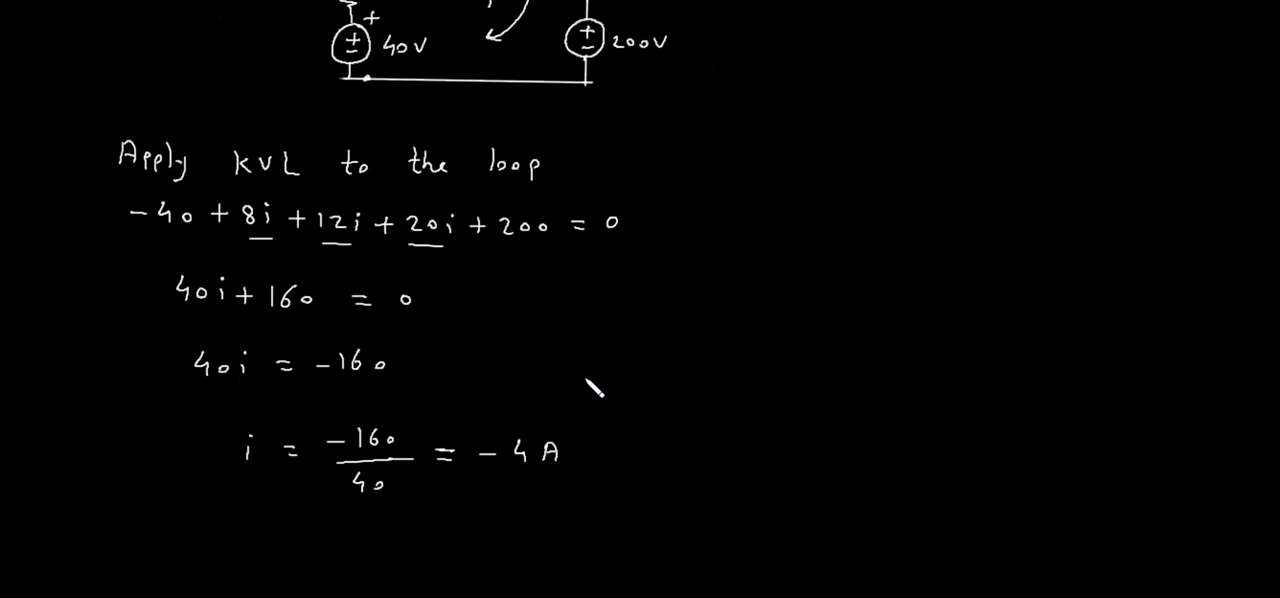 +
+
-
40V
+
-
200V
Apply KVL to the loop
-40 + 8i + 12i + 20i + 200 = 0
40i + 160 = 0
40i = -160
i = -160/40 = -4 A